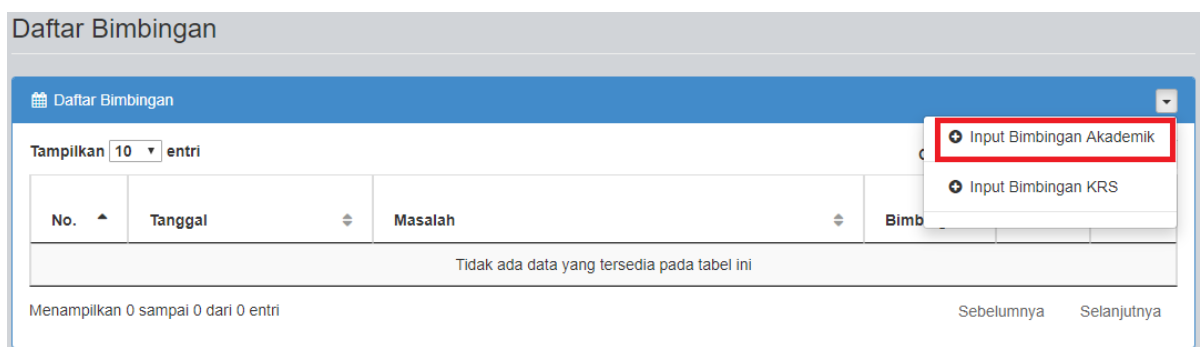 Daftar Bimbingan
Daftar Bimbingan
Input Bimbingan Akademik
Tampilkan 10 entri
Input Bimbingan KRS
No. Tanggal Masalah
Tidak ada data yang tersedia pada tabel ini
Menampilkan 0 sampai 0 dari 0 entri
Sebelumnya Selanjutnya